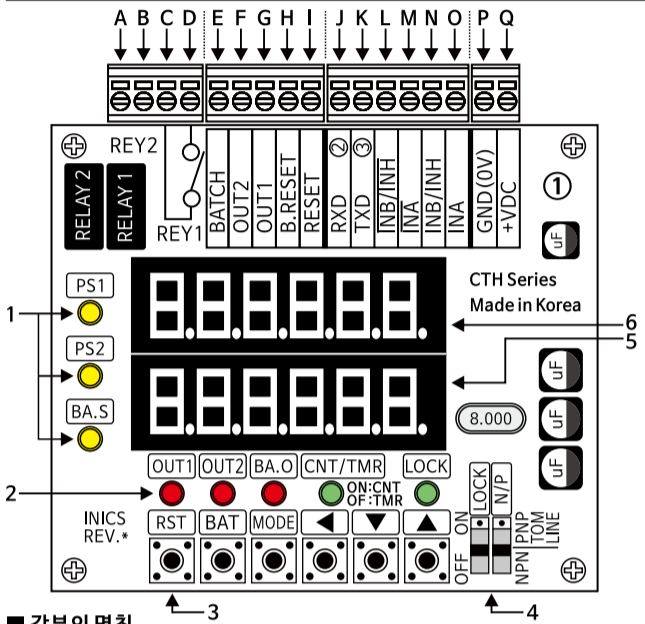 A B C D E F G H I J K L M N O P Q
REY2
REY1
RELAY 2
RELAY 1
BATCH
OUT2
OUT1
B.RESET
RESET
RXD ②
TXD ③
I̅N̅B̅/INH
I̅N̅A̅
INB/INH
INA
GND (0V)
+VDC
①
uF
PS1
CTH Series
Made in Korea
1
6
5
PS2
BA.S
uF
uF
uF
8.000
OUT1 OUT2 BA.O CNT/TMR LOCK
2
ON:CNT
OF:TMR
INICS
REV.*
RST BAT MODE ◀ ▼ ▲
LOCK
N/P
ON
OFF
PNP
NPN
TOM
LINE
3
4
■ 각부의 명칭